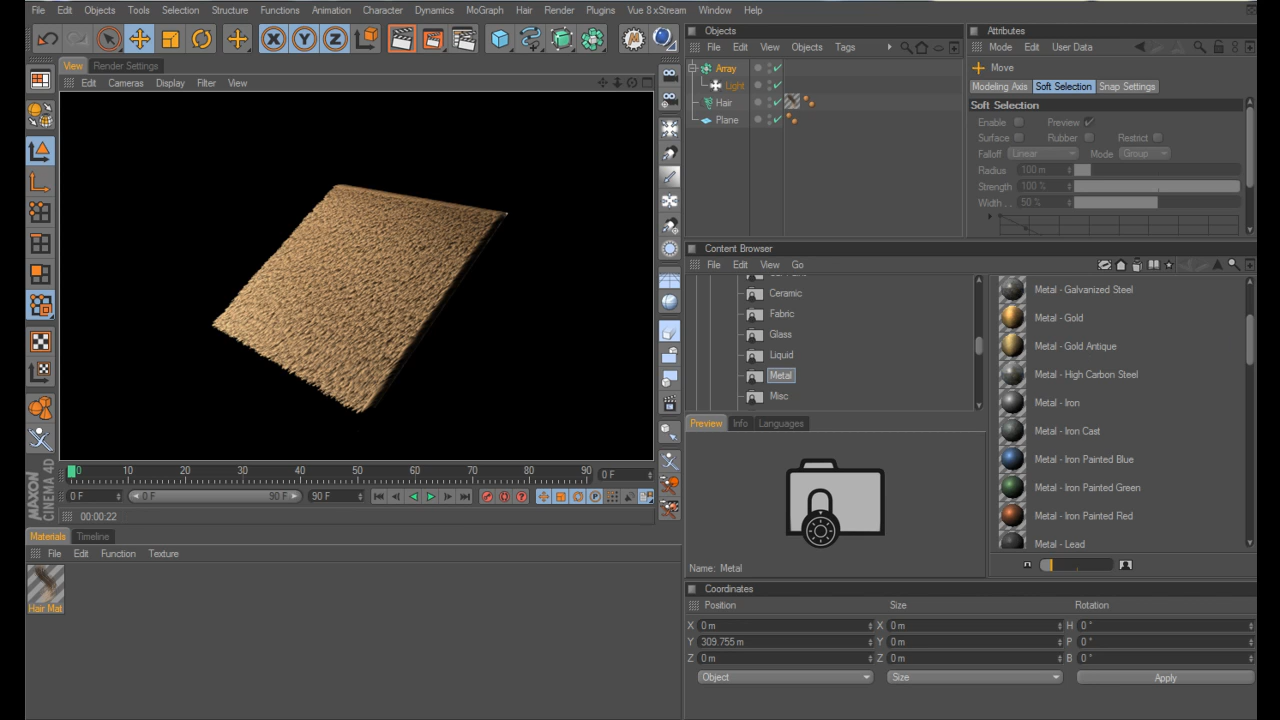 File Edit Objects Tools Selection Structure Functions Animation Character Dynamics MoGraph Hair Render Plugins Vue 8 xStream Window Help
View Render Settings
Edit Cameras Display Filter View
0 10 20 30 40 50 60 70 80 90 0 F
0 F 0 F 90 F 90 F
00:00:22
MAXON
CINEMA 4D
Materials Timeline
File Edit Function Texture
Hair Mat
Objects
File Edit View Objects Tags
Array
Light
Hair
Plane
Attributes
Mode Edit User Data
Move
Modeling Axis Soft Selection Snap Settings
Soft Selection
Enable Preview
Surface Rubber Restrict
Falloff Linear Mode Group
Radius 100 m
Strength 100 %
Width . . 50 %
Content Browser
File Edit View Go
Ceramic
Fabric
Glass
Liquid
Metal
Misc
Metal - Galvanized Steel
Metal - Gold
Metal - Gold Antique
Metal - High Carbon Steel
Metal - Iron
Metal - Iron Cast
Metal - Iron Painted Blue
Metal - Iron Painted Green
Metal - Iron Painted Red
Metal - Lead
Preview Info Languages
Name: Metal
Coordinates
Position Size Rotation
X 0 m X 0 m H 0 °
Y 309.755 m Y 0 m P 0 °
Z 0 m Z 0 m B 0 °
Object Size Apply